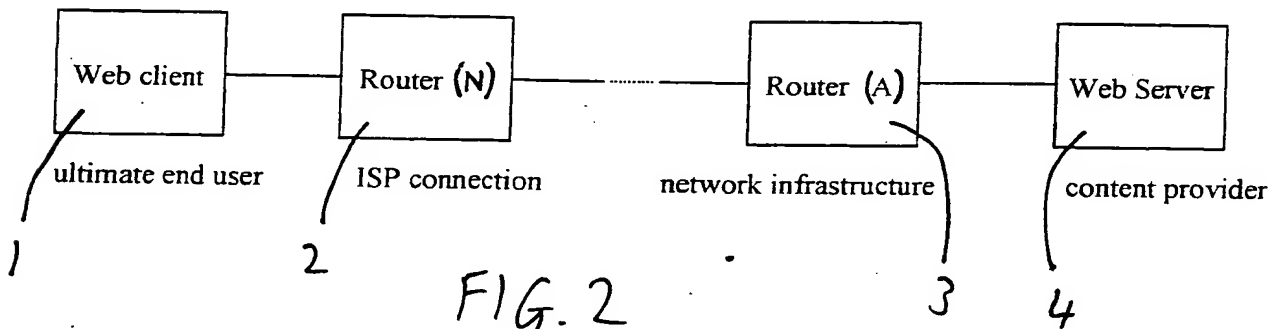 Web client
Router (N)
Router (A)
Web Server
ultimate end user
ISP connection
network infrastructure
content provider
1
2
3
4
FIG. 2